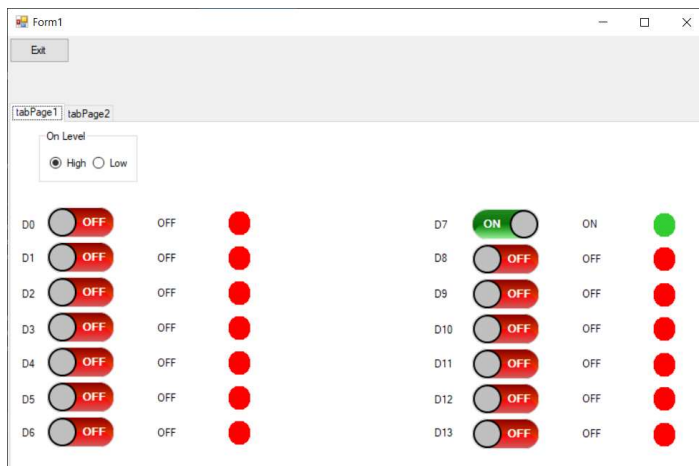 Form1
Exit
tabPage1 tabPage2
On Level
High Low
D0 OFF OFF D7 ON ON
D1 OFF OFF D8 OFF OFF
D2 OFF OFF D9 OFF OFF
D3 OFF OFF D10 OFF OFF
D4 OFF OFF D11 OFF OFF
D5 OFF OFF D12 OFF OFF
D6 OFF OFF D13 OFF OFF